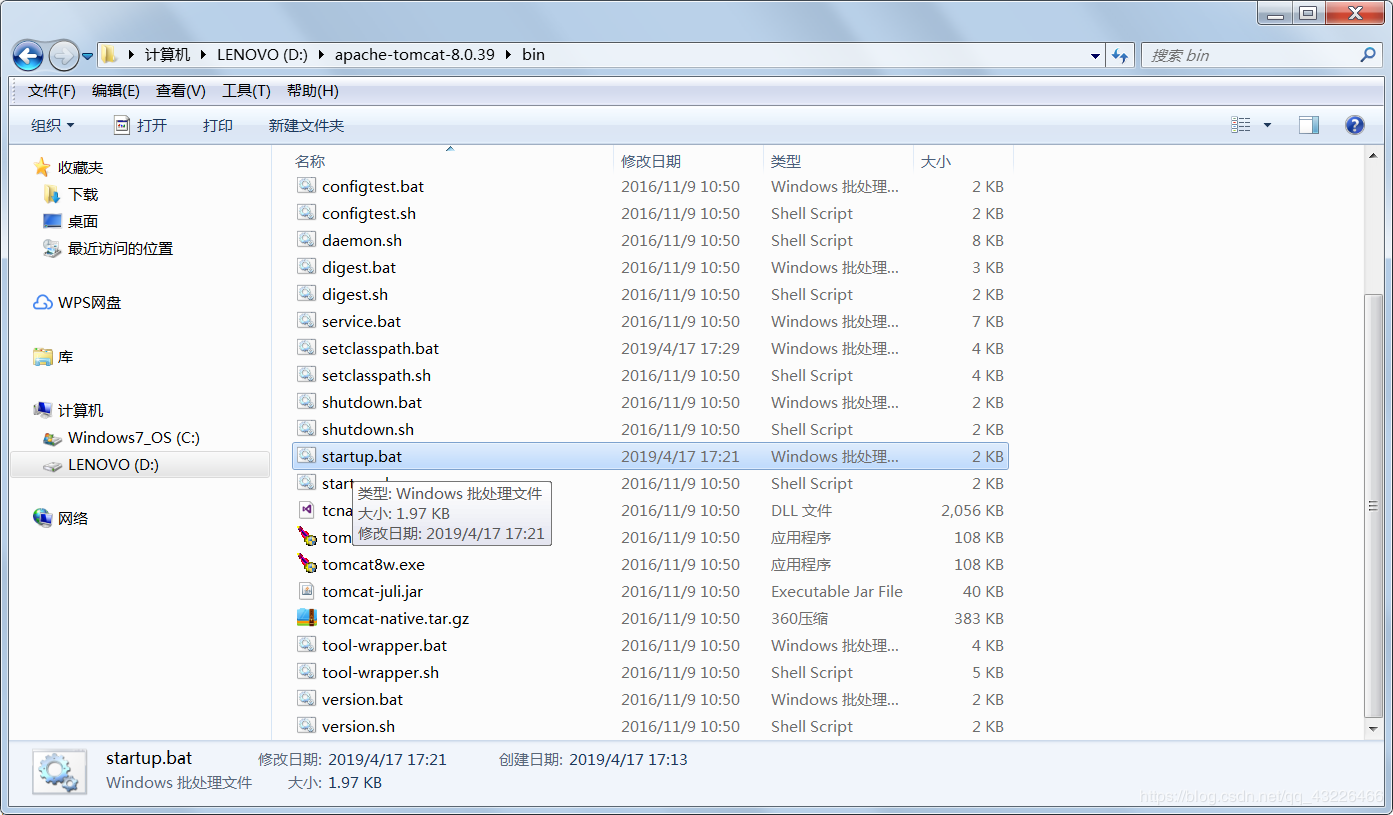 计算机 LENOVO (D:) apache-tomcat-8.0.39 bin
搜索 bin
文件(F) 编辑(E) 查看(V) 工具(T) 帮助(H)
组织 打开 打印 新建文件夹
收藏夹
下载
桌面
最近访问的位置
WPS网盘
库
计算机
Windows7_OS (C:)
LENOVO (D:)
网络
名称 修改日期 类型 大小
configtest.bat 2016/11/9 10:50 Windows 批处理... 2 KB
configtest.sh 2016/11/9 10:50 Shell Script 2 KB
daemon.sh 2016/11/9 10:50 Shell Script 8 KB
digest.bat 2016/11/9 10:50 Windows 批处理... 3 KB
digest.sh 2016/11/9 10:50 Shell Script 2 KB
service.bat 2016/11/9 10:50 Windows 批处理... 7 KB
setclasspath.bat 2019/4/17 17:29 Windows 批处理... 4 KB
setclasspath.sh 2016/11/9 10:50 Shell Script 4 KB
shutdown.bat 2016/11/9 10:50 Windows 批处理... 2 KB
shutdown.sh 2016/11/9 10:50 Shell Script 2 KB
startup.bat 2019/4/17 17:21 Windows 批处理... 2 KB
start 2016/11/9 10:50 Shell Script 2 KB
tcna 2016/11/9 10:50 DLL 文件 2,056 KB
tom 2016/11/9 10:50 应用程序 108 KB
类型: Windows 批处理文件
大小: 1.97 KB
修改日期: 2019/4/17 17:21
tomcat8w.exe 2016/11/9 10:50 应用程序 108 KB
tomcat-juli.jar 2016/11/9 10:50 Executable Jar File 40 KB
tomcat-native.tar.gz 2016/11/9 10:50 360压缩 383 KB
tool-wrapper.bat 2016/11/9 10:50 Windows 批处理... 4 KB
tool-wrapper.sh 2016/11/9 10:50 Shell Script 5 KB
version.bat 2016/11/9 10:50 Windows 批处理... 2 KB
version.sh 2016/11/9 10:50 Shell Script 2 KB
startup.bat 修改日期: 2019/4/17 17:21 创建日期: 2019/4/17 17:13
Windows 批处理文件 大小: 1.97 KB
https://blog.csdn.net/qq_43226466